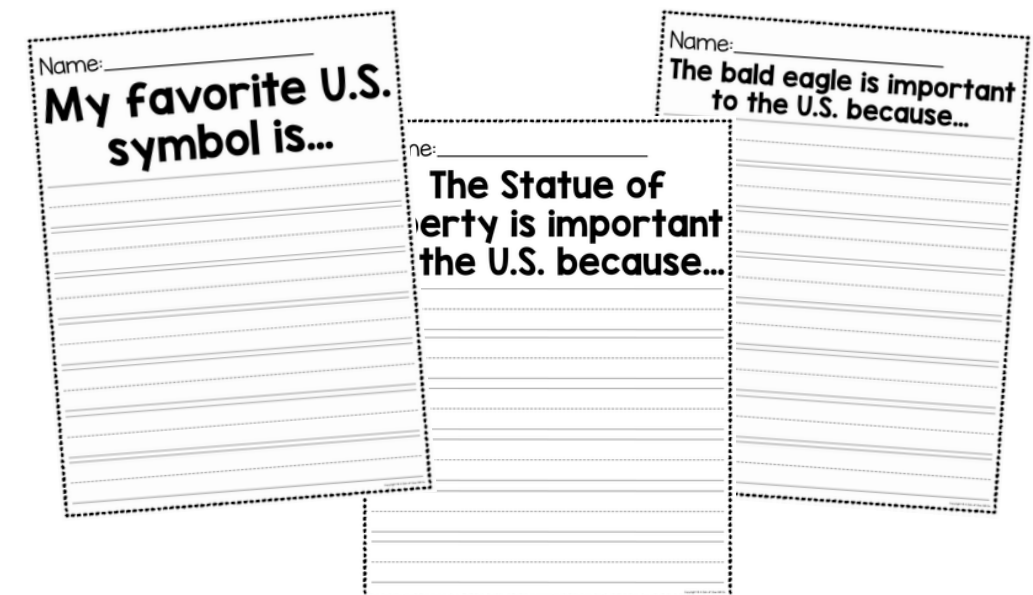 Name:
My favorite U.S.
symbol is...
ne:
The Statue of
erty is important
the U.S. because...
Name:
The bald eagle is important
to the U.S. because...